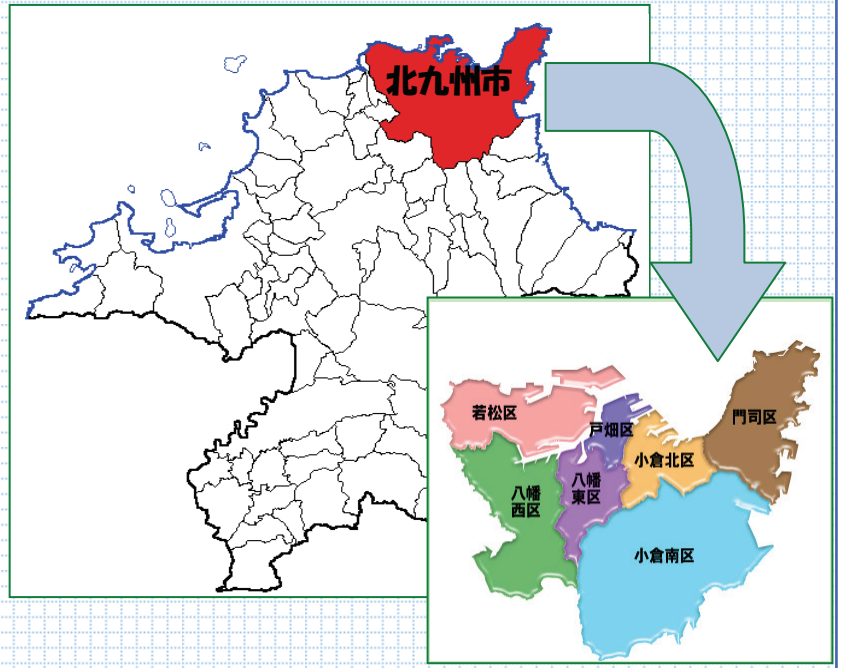 北九州市
若松区
戸畑区
門司区
小倉北区
八幡
東区
八幡
西区
小倉南区